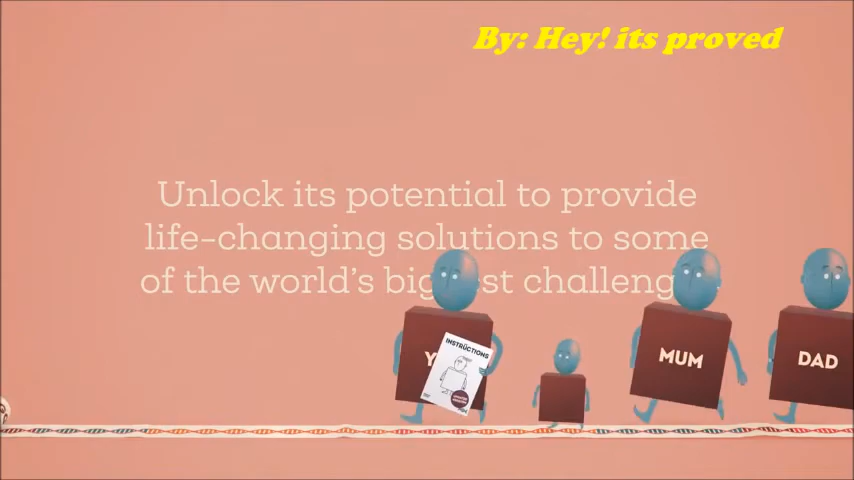 By: Hey! its proved
Unlock its potential to provide
life-changing solutions to some
of the world's
INSTRÜCTIONS
MUM
DAD